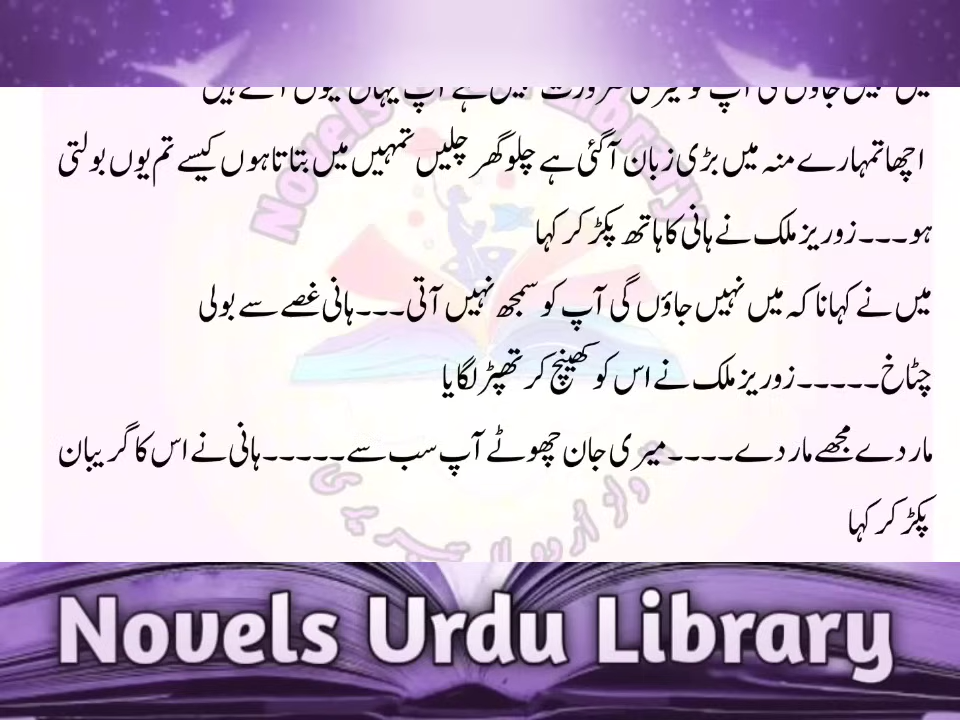 اچھا تمہارے منہ میں بڑی زبان آگئی ہے چلو گھر چلیں تمہیں میں بتاتا ہوں کیسے تم یوں بولتی
ہو۔۔۔زوریز ملک نے ہانی کا ہاتھ پکڑ کر کہا
میں نے کہا نا کہ میں نہیں جاؤں گی آپ کو سمجھ نہیں آتی۔۔۔ہانی غصے سے بولی
چٹاخ۔۔۔۔۔زوریز ملک نے اس کو کھینچ کر تھپڑ لگایا
مار دے مجھے مار دے۔۔۔۔میری جان چھوٹے آپ سب سے۔۔۔۔۔ہانی نے اس کا گریبان
پکڑ کر کہا
Novels Urdu Library